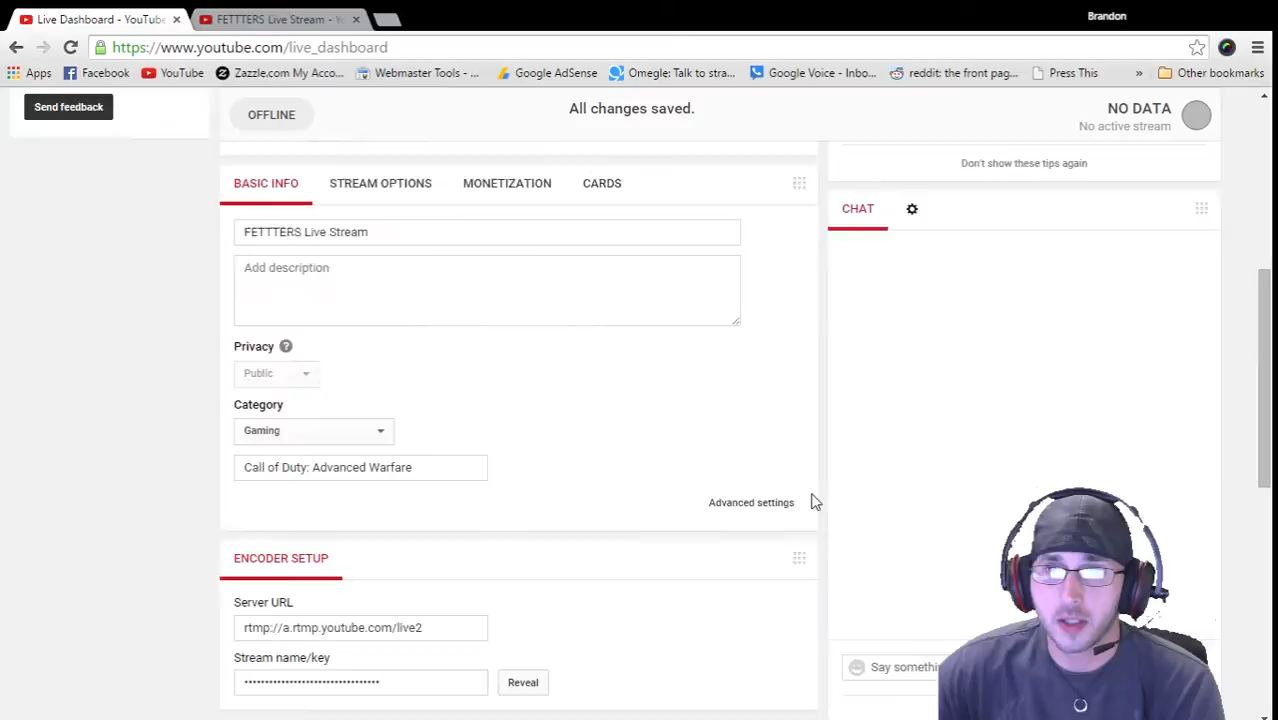 Live Dashboard - YouTube
FETTTERS Live Stream - Yo
Brandon
https://www.youtube.com/live_dashboard
Apps Facebook YouTube Zazzle.com My Acco... Webmaster Tools - ... Google AdSense Omegle: Talk to stra... Google Voice - Inbo... reddit: the front pag... Press This » Other bookmarks
Send feedback
OFFLINE
All changes saved.
NO DATA
No active stream
Don't show these tips again
BASIC INFO STREAM OPTIONS MONETIZATION CARDS
CHAT
FETTTERS Live Stream
Add description
Privacy ?
Public
Category
Gaming
Call of Duty: Advanced Warfare
Advanced settings
ENCODER SETUP
Server URL
rtmp://a.rtmp.youtube.com/live2
Stream name/key
Reveal
Say somethin